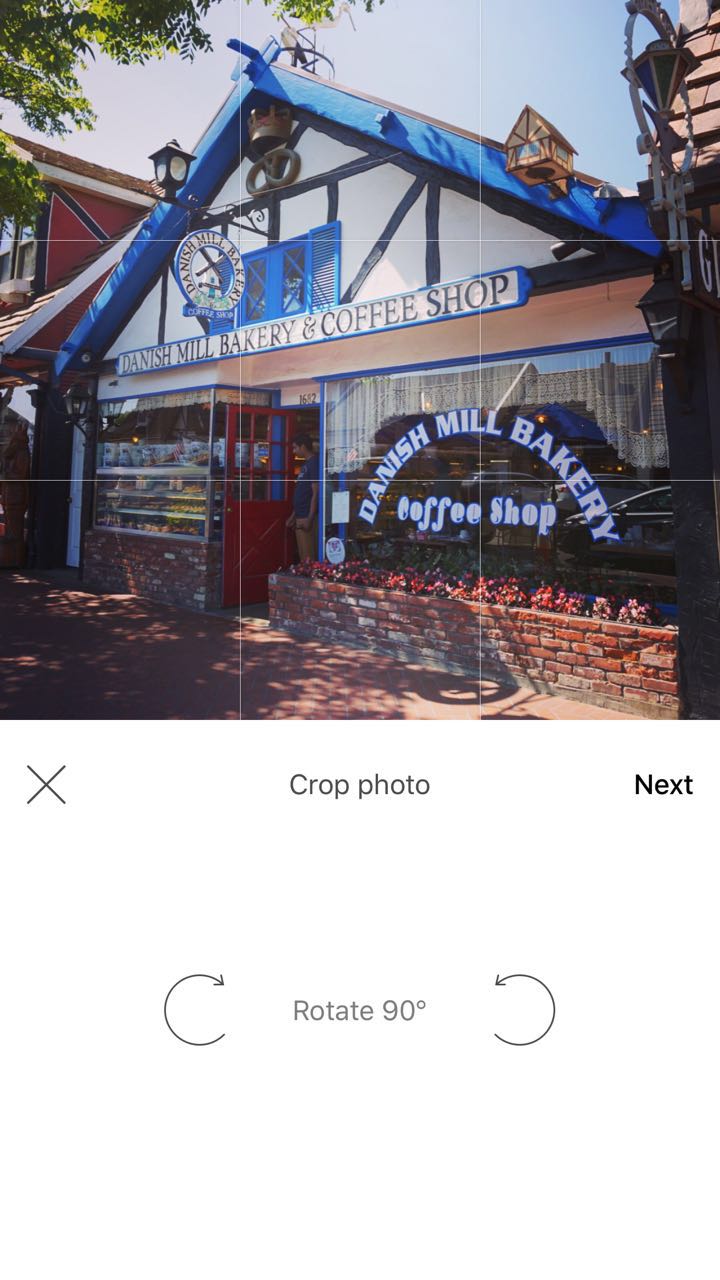 DANISH MILL BAKERY
COFFEE SHOP
DANISH MILL BAKERY & COFFEE SHOP
1682
DANISH MILL BAKERY
Coffee Shop
Crop photo
Next
Rotate 90°